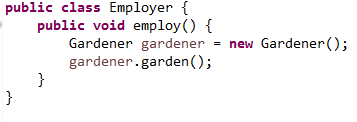 public class Employer {
    public void employ() {
        Gardener gardener = new Gardener();
        gardener.garden();
    }
}